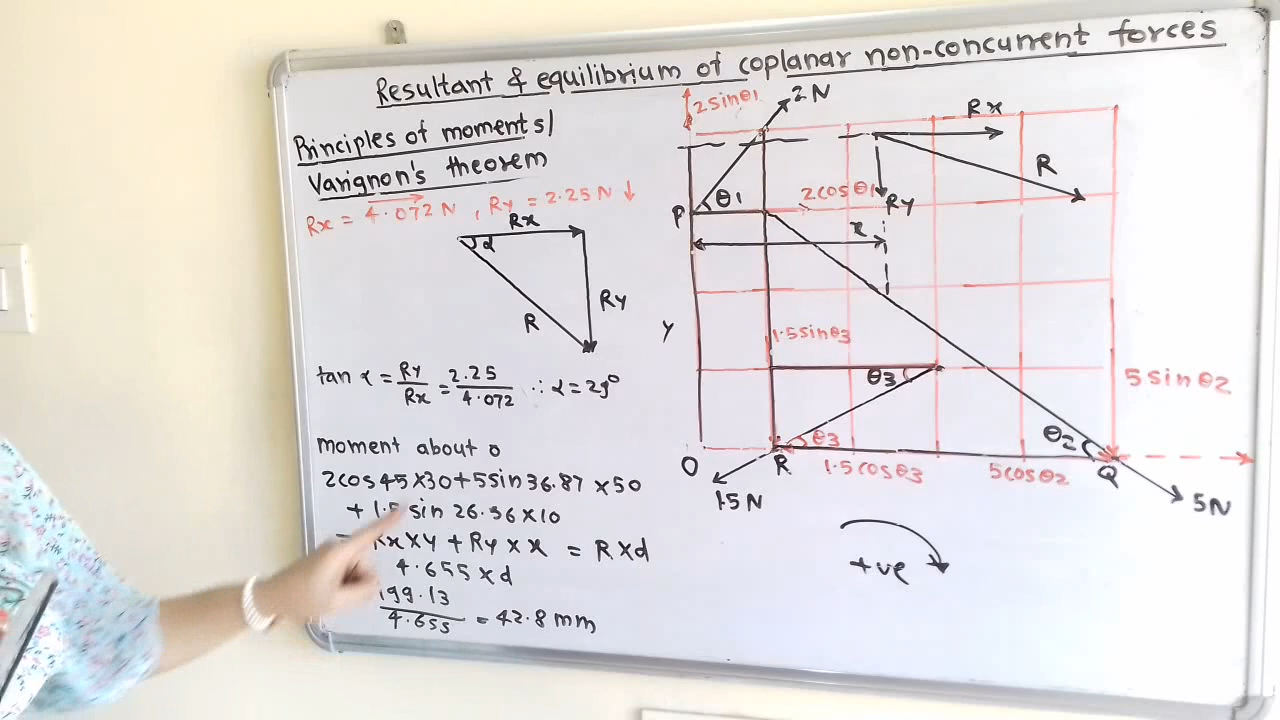 Resultant & equilibrium of coplanar non-concurrent forces
Principles of moments/
Varignon's theorem
Rx = 4.072 N , Ry = 2.25 N ↓
Rx
α
R
Ry
tan α = Ry/Rx = 2.25/4.072 ∴ α = 29°
moment about o
2cos45×30+5sin36.87 ×50
+ 1.5 sin 26.56×10
= Rx×y + Ry×x = R×d
4.655×d
199.13/4.655 = 42.8 mm
2sinθ1
2N
Rx
R
θ1
2cosθ1
Ry
P
x
y
1.5sinθ3
θ3
5 sinθ2
θ3
θ2
O
R
1.5cosθ3
5cosθ2
Q
1.5N
5N
+ve